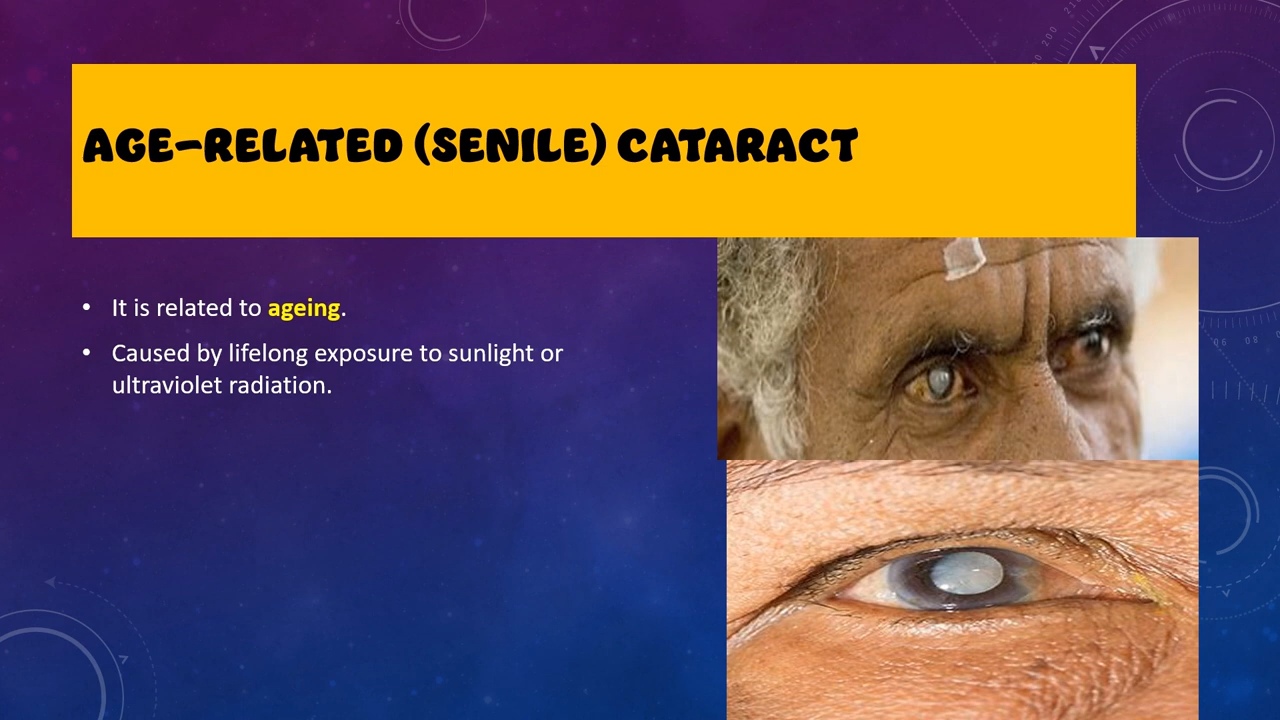 AGE-RELATED (SENILE) CATARACT
• It is related to ageing.
• Caused by lifelong exposure to sunlight or
ultraviolet radiation.